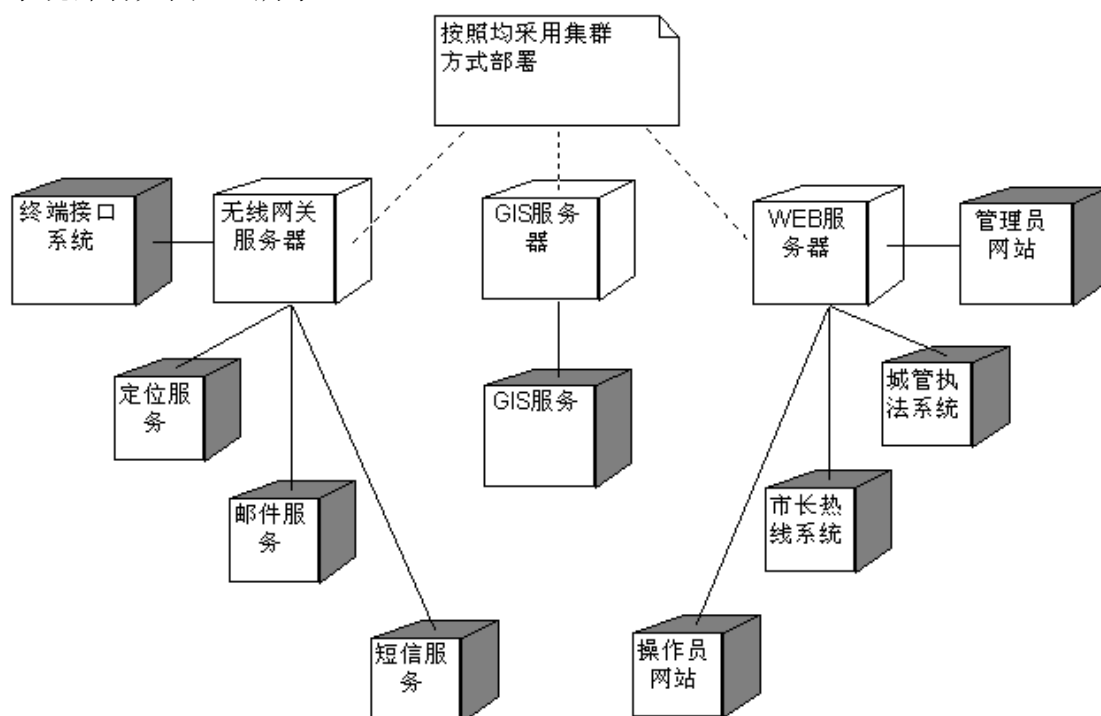 按照均采用集群
方式部署
终端接口
系统
无线网关
服务器
GIS服务
器
WEB服
务器
管理员
网站
定位服
务
GIS服务
城管执
法系统
邮件服
务
市长热
线系统
短信服
务
操作员
网站